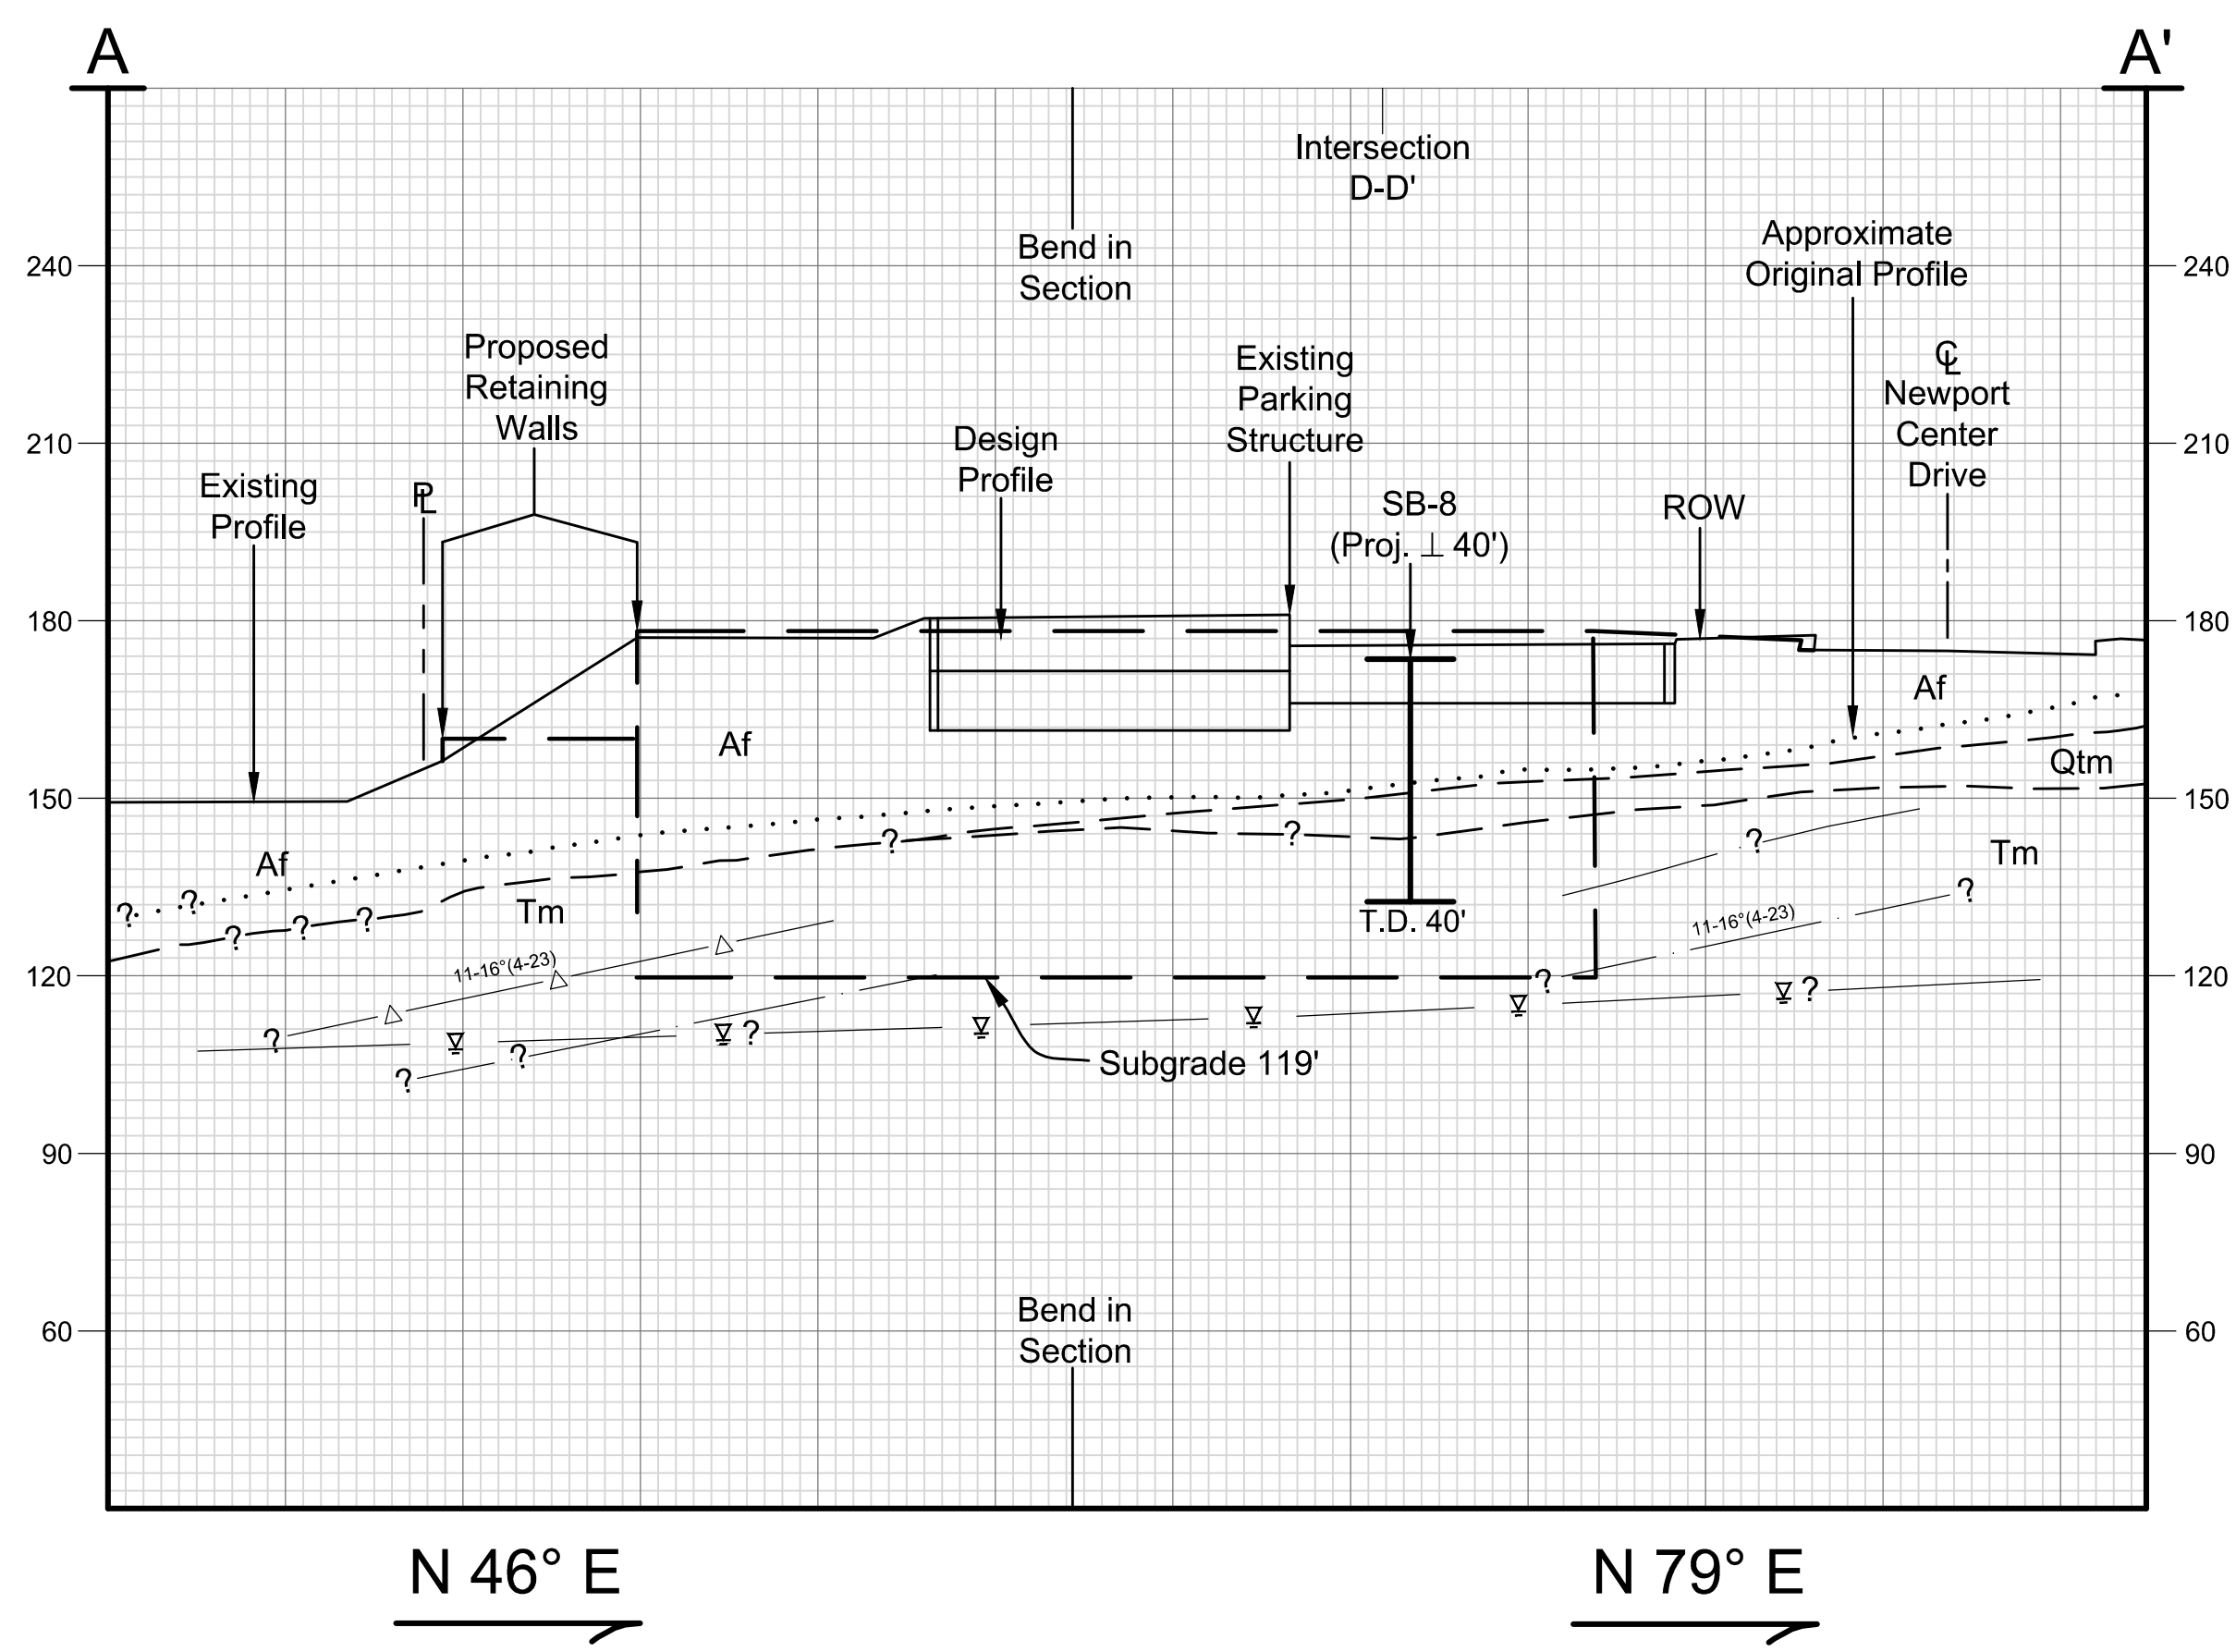 A
A'
Intersection
D-D'
Bend in
Section
Approximate
Original Profile
240
240
Proposed
Retaining
Walls
Existing
Parking
Structure
℄
Newport
Center
Drive
Design
Profile
210
210
Existing
Profile
PL
SB-8
(Proj. ⊥ 40')
ROW
180
180
Af
Af
Qtm
150
150
?
?
?
Af
Tm
?
?
?
?
?
?
Tm
T.D. 40'
11-16°(4-23)
?
11-16°(4-23)
120
120
?
?
?
?
?
?
Subgrade 119'
90
90
Bend in
Section
60
60
N 46° E
N 79° E